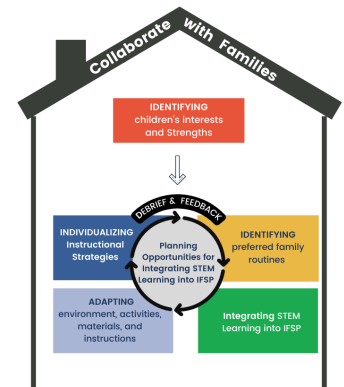 Collaborate with Families
IDENTIFYING
children's interests
and Strengths
DEBRIEF & FEEDBACK
INDIVIDUALIZING
Instructional
Strategies
Planning
Opportunities for
Integrating STEM
Learning into IFSP
IDENTIFYING
preferred family
routines
ADAPTING
environment, activities,
materials, and
instructions
Integrating STEM
Learning into IFSP